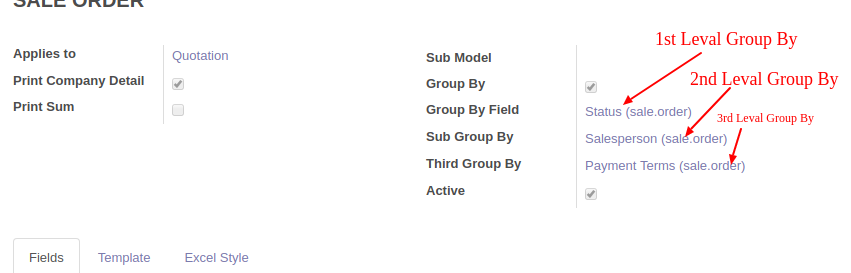 SALE ORDER
1st Leval Group By
Applies to Quotation
Sub Model
Print Company Detail
Group By
2nd Leval Group By
Print Sum
Group By Field Status (sale.order)
3rd Leval Group By
Sub Group By Salesperson (sale.order)
Third Group By Payment Terms (sale.order)
Active
Fields Template Excel Style